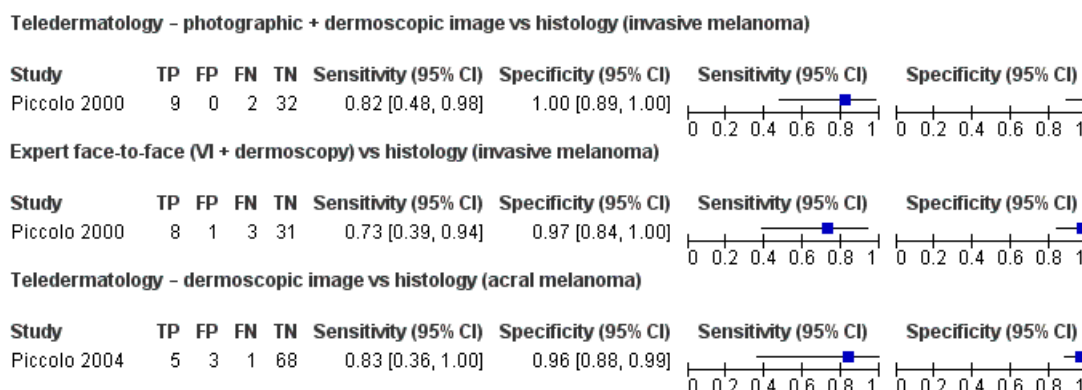 Teledermatology – photographic + dermoscopic image vs histology (invasive melanoma)
Study TP FP FN TN Sensitivity (95% CI) Specificity (95% CI) Sensitivity (95% CI) Specificity (95% CI)
Piccolo 2000 9 0 2 32 0.82 [0.48, 0.98] 1.00 [0.89, 1.00]
0 0.2 0.4 0.6 0.8 1 0 0.2 0.4 0.6 0.8 1
Expert face-to-face (VI + dermoscopy) vs histology (invasive melanoma)
Study TP FP FN TN Sensitivity (95% CI) Specificity (95% CI) Sensitivity (95% CI) Specificity (95% CI)
Piccolo 2000 8 1 3 31 0.73 [0.39, 0.94] 0.97 [0.84, 1.00]
0 0.2 0.4 0.6 0.8 1 0 0.2 0.4 0.6 0.8 1
Teledermatology – dermoscopic image vs histology (acral melanoma)
Study TP FP FN TN Sensitivity (95% CI) Specificity (95% CI) Sensitivity (95% CI) Specificity (95% CI)
Piccolo 2004 5 3 1 68 0.83 [0.36, 1.00] 0.96 [0.88, 0.99]
0 0.2 0.4 0.6 0.8 1 0 0.2 0.4 0.6 0.8 1